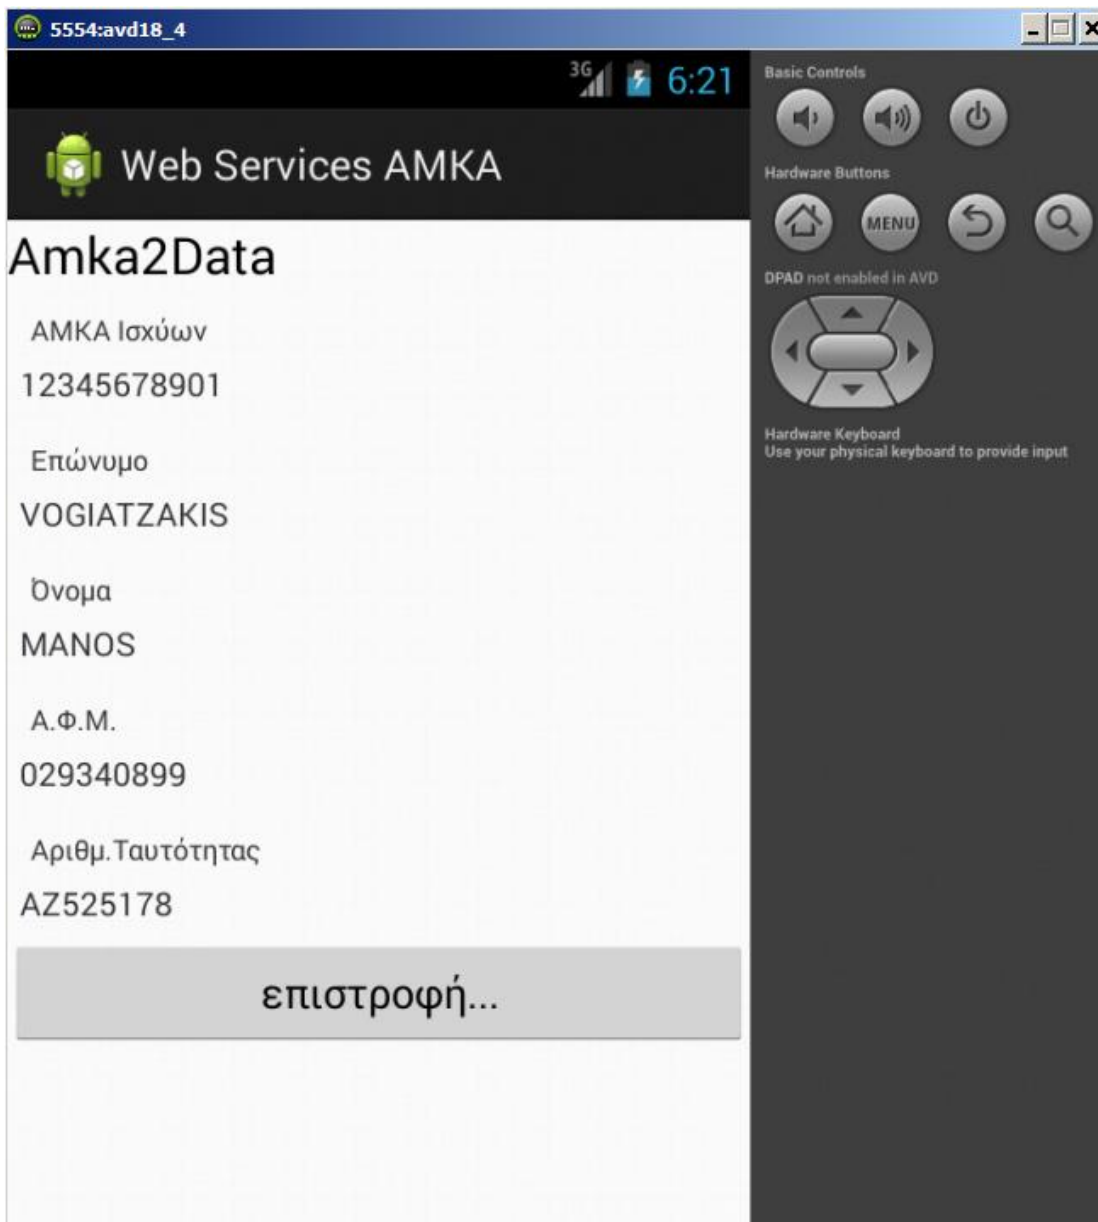 5554:avd18_4
3G 6:21
Web Services AMKA
Amka2Data
ΑΜΚΑ Ισχύων
12345678901
Επώνυμο
VOGIATZAKIS
Όνομα
MANOS
Α.Φ.Μ.
029340899
Αριθμ.Ταυτότητας
AZ525178
επιστροφή...
Basic Controls
Hardware Buttons
MENU
DPAD not enabled in AVD
Hardware Keyboard
Use your physical keyboard to provide input